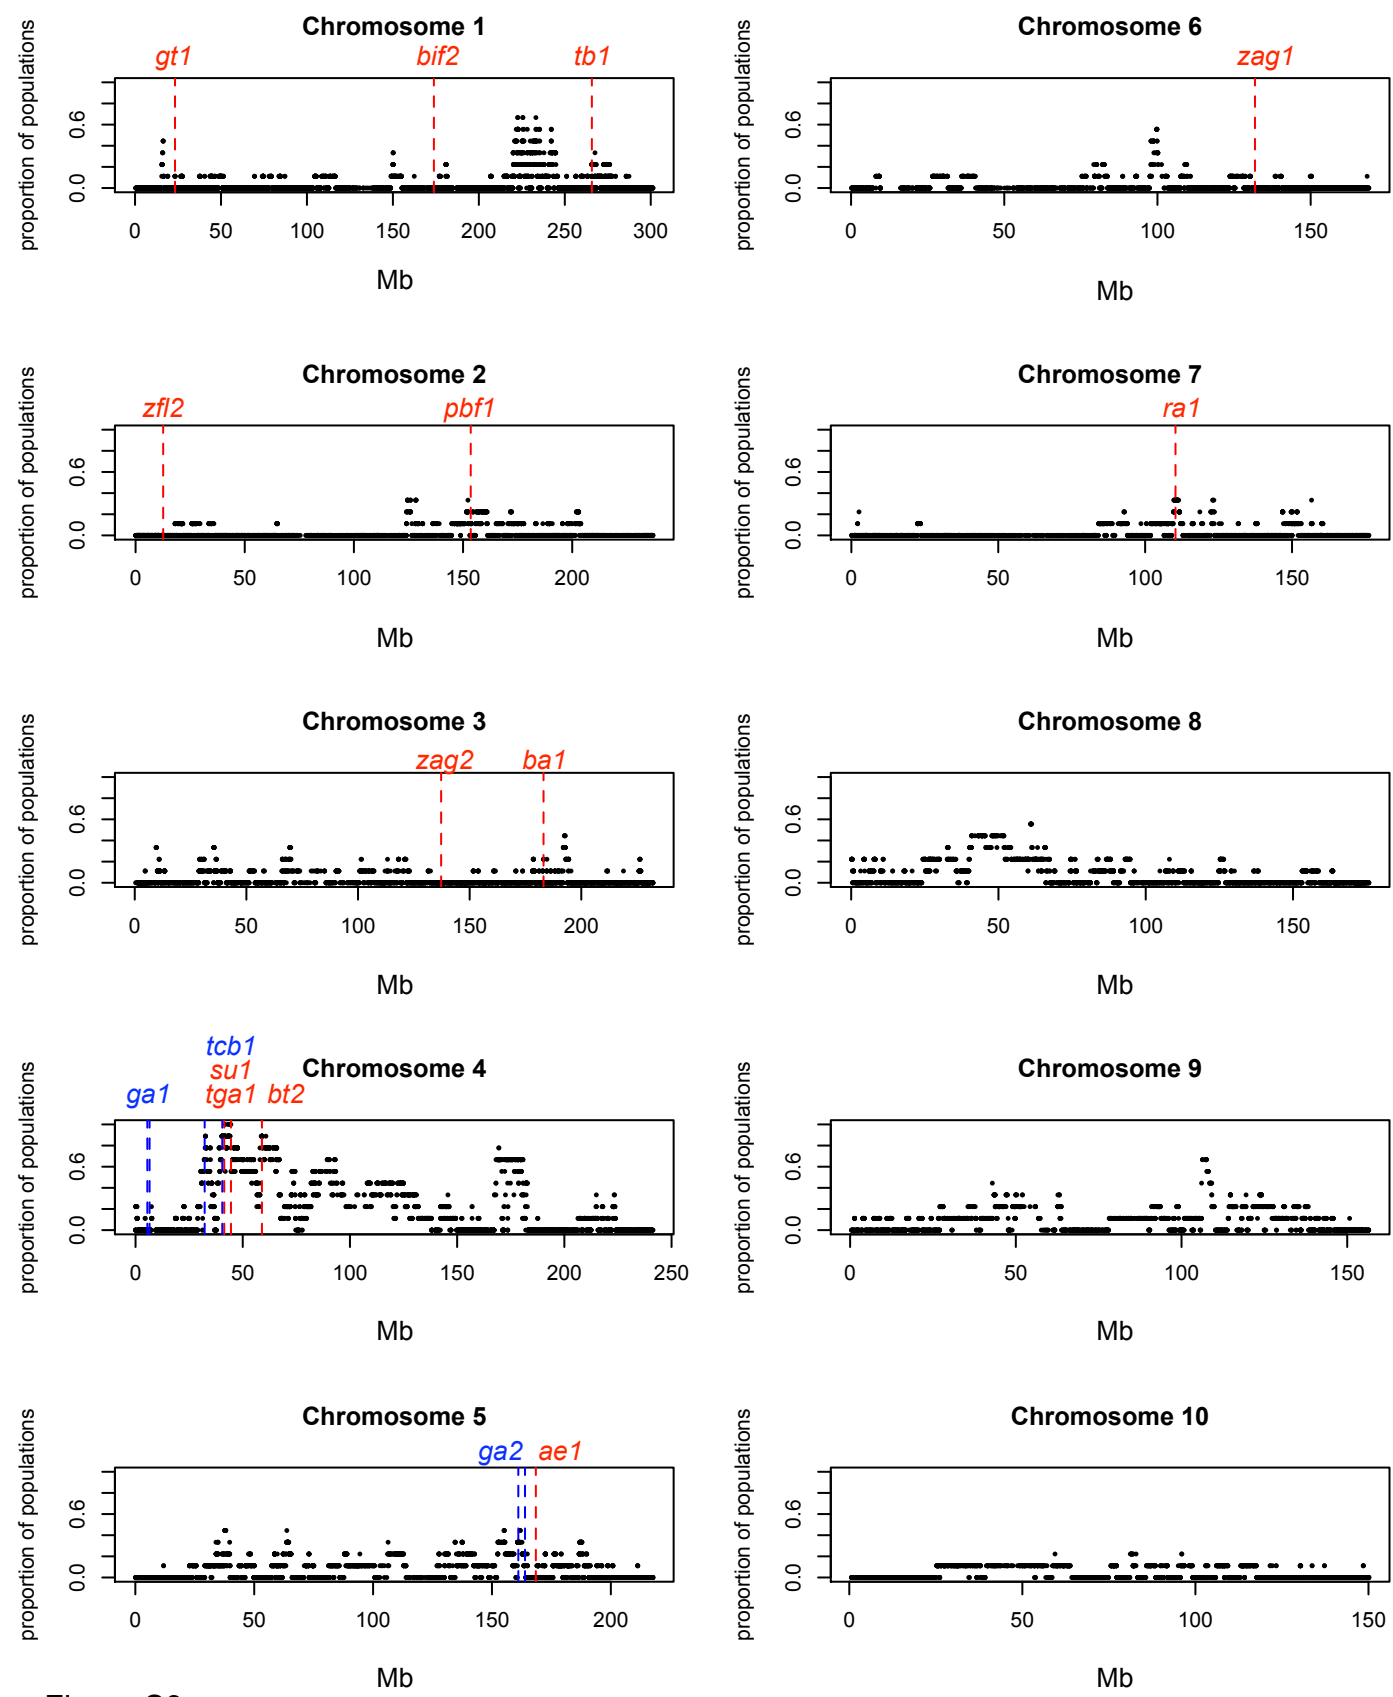 Chromosome 1
gt1 bif2 tb1
proportion of populations
0.0 0.6
0 50 100 150 200 250 300
Mb
Chromosome 6
zag1
proportion of populations
0.0 0.6
0 50 100 150
Mb
Chromosome 2
zfl2 pbf1
proportion of populations
0.0 0.6
0 50 100 150 200
Mb
Chromosome 7
ra1
proportion of populations
0.0 0.6
0 50 100 150
Mb
Chromosome 3
zag2 ba1
proportion of populations
0.0 0.6
0 50 100 150 200
Mb
Chromosome 8
proportion of populations
0.0 0.6
0 50 100 150
Mb
tcb1
Chromosome 4
su1
ga1 tga1 bt2
proportion of populations
0.0 0.6
0 50 100 150 200 250
Mb
Chromosome 9
proportion of populations
0.0 0.6
0 50 100 150
Mb
Chromosome 5
ga2 ae1
proportion of populations
0.0 0.6
0 50 100 150 200
Mb
Chromosome 10
proportion of populations
0.0 0.6
0 50 100 150
Mb